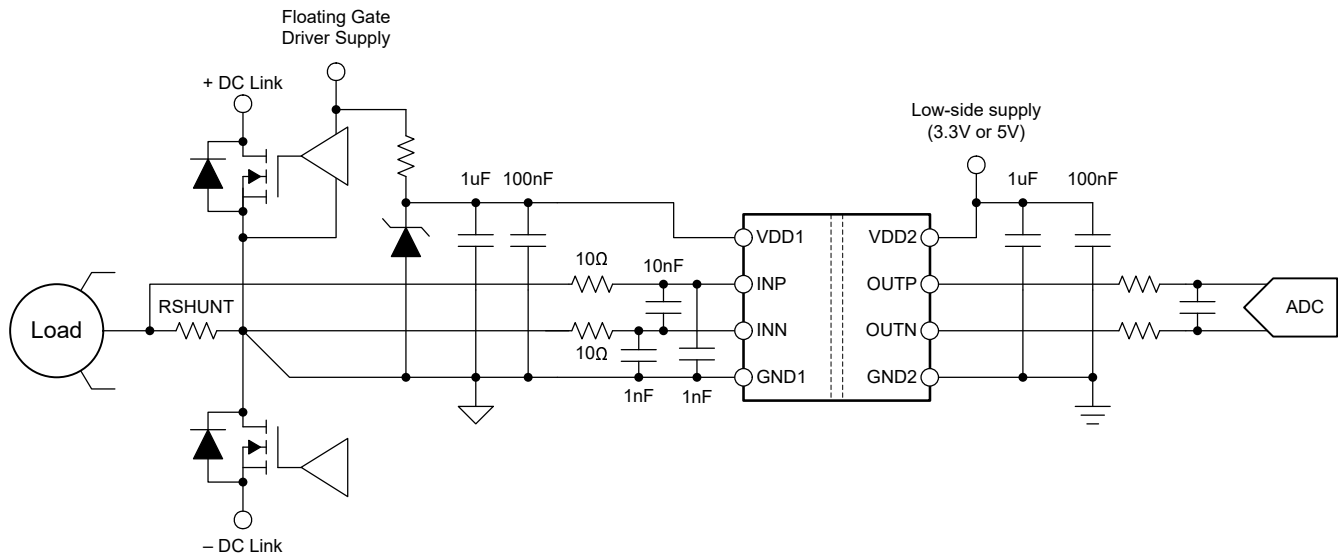 Floating Gate
Driver Supply
+ DC Link
Low-side supply
(3.3V or 5V)
1uF
100nF
1uF
100nF
VDD1
VDD2
10Ω
10nF
INP
OUTP
RSHUNT
Load
ADC
INN
OUTN
10Ω
GND1
GND2
1nF
1nF
– DC Link